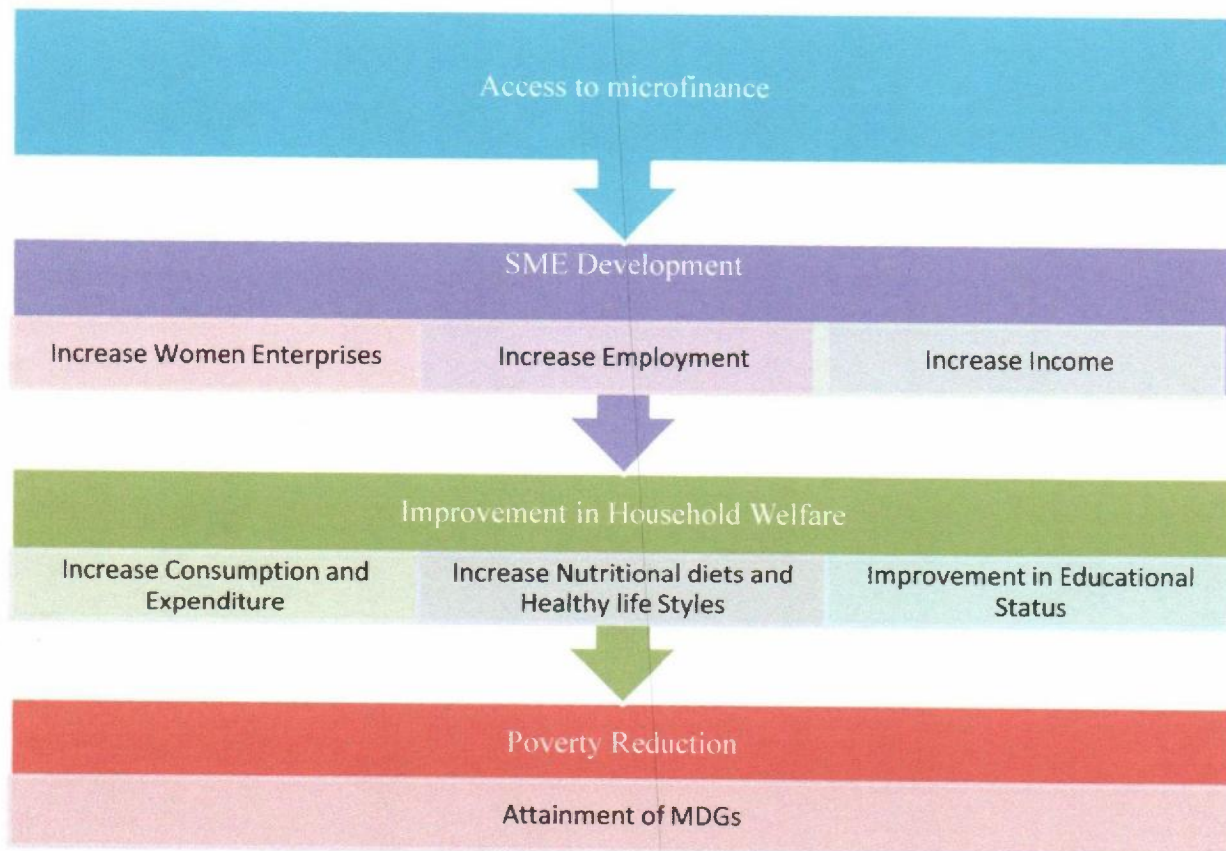 Access to microfinance
SME Development
Increase Women Enterprises
Increase Employment
Increase Income
Improvement in Household Welfare
Increase Consumption and
Expenditure
Increase Nutritional diets and
Healthy life Styles
Improvement in Educational
Status
Poverty Reduction
Attainment of MDGs